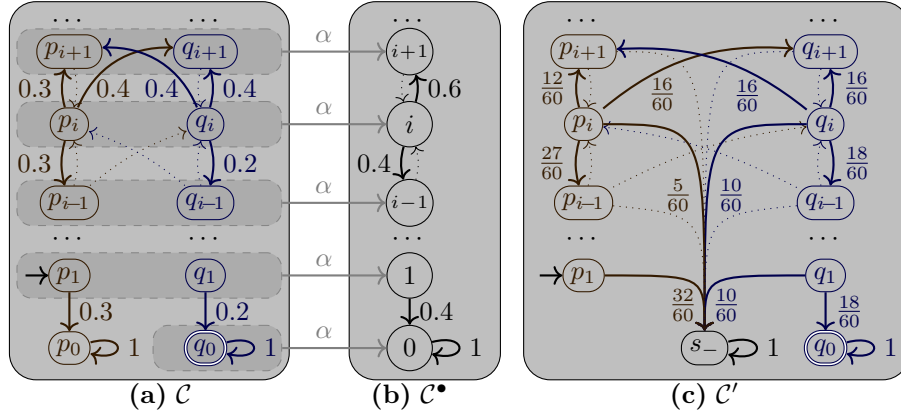 ... ... ...
p_{i+1} q_{i+1} α i+1 p_{i+1} q_{i+1}
0.3 0.4 0.4 0.4 0.6 12/60 16/60 16/60 16/60
p_i q_i α i p_i q_i
0.3 0.2 0.4 27/60 5/60 10/60 18/60
p_{i-1} q_{i-1} α i−1 p_{i-1} q_{i-1}
... ... ... ... ...
p_1 q_1 α 1 p_1 q_1
0.3 0.2 0.4 32/60 10/60 18/60
p_0 1 q_0 1 α 0 1 s_− 1 q_0 1
(a) C (b) C• (c) C′